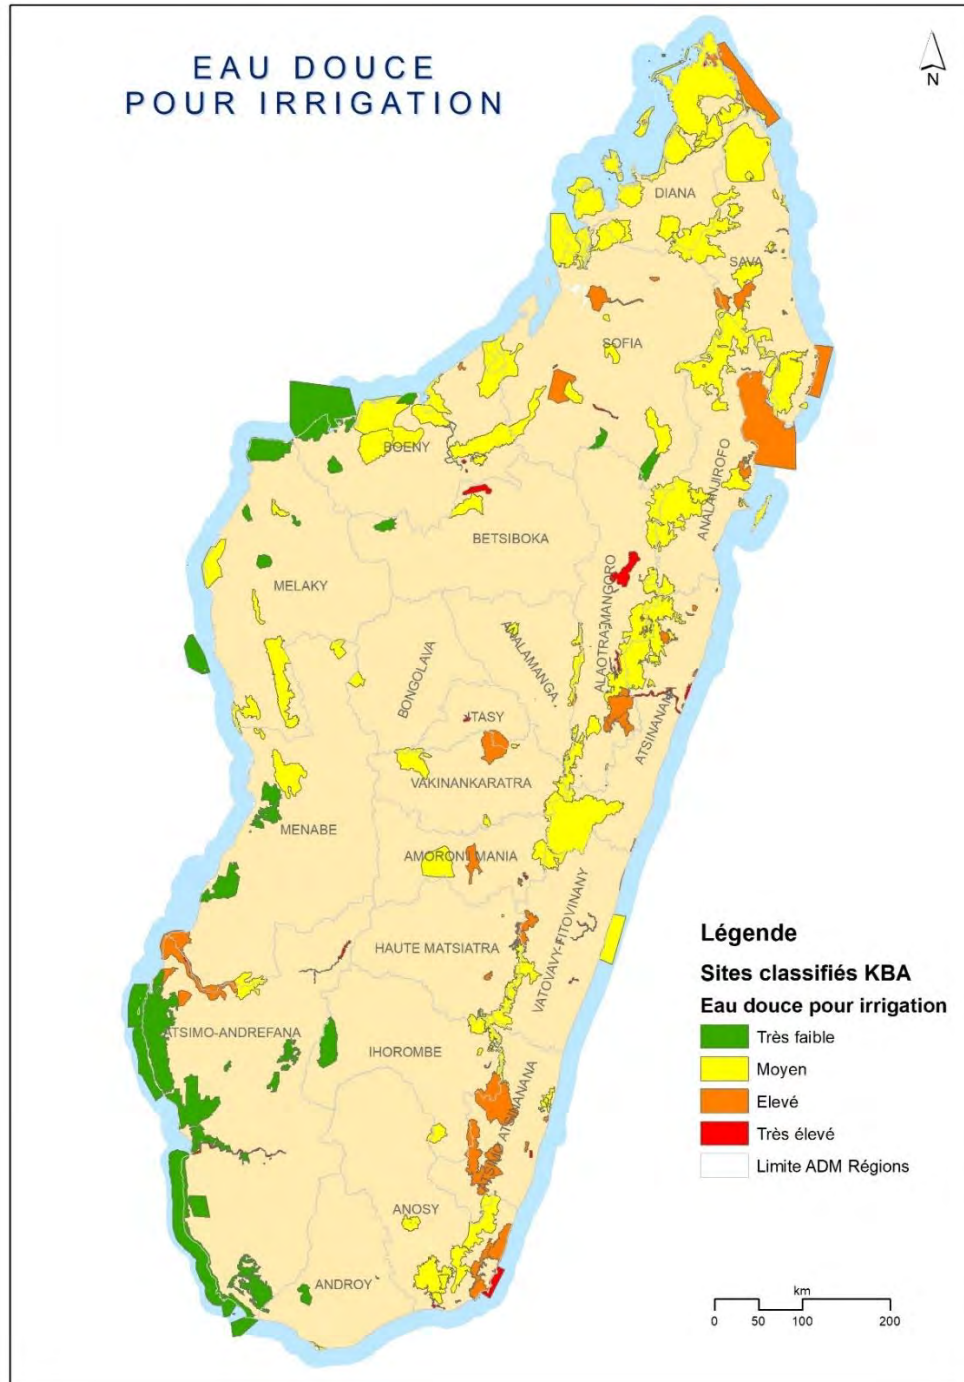 EAU DOUCE
POUR IRRIGATION
N
DIANA
SAVA
SOFIA
BOENY
ANALANJIROFO
BETSIBOKA
MELAKY
ALAOTRA-MANGORO
ANALAMANGA
BONGOLAVA
ITASY
ATSINANANA
VAKINANKARATRA
MENABE
AMORONI MANIA
VATOVAVY-FITOVINANY
HAUTE MATSIATRA
ATSIMO-ANDREFANA
IHOROMBE
ATSINANANA
ANOSY
ANDROY
Légende
Sites classifiés KBA
Eau douce pour irrigation
Très faible
Moyen
Elevé
Très élevé
Limite ADM Régions
km
0 50 100 200